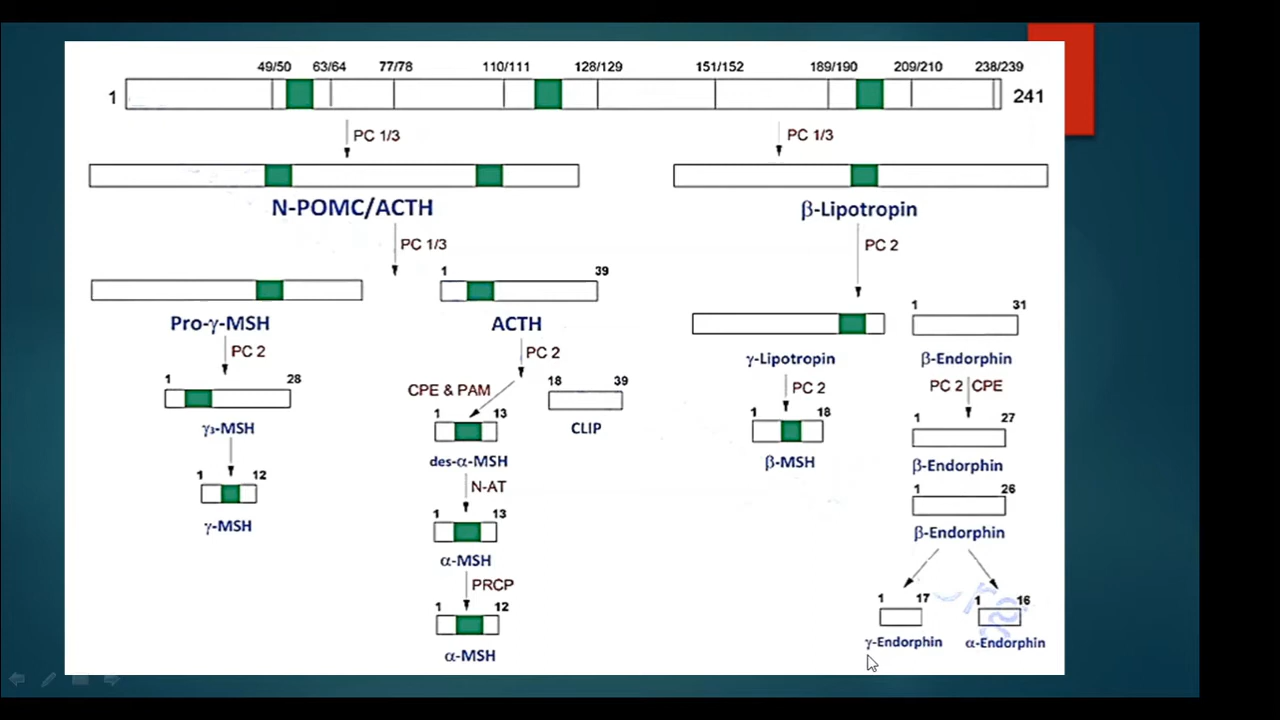 49/50 63/64 77/78 110/111 128/129 151/152 189/190 209/210 238/239
1 241
PC 1/3 PC 1/3
N-POMC/ACTH β-Lipotropin
PC 1/3 PC 2
1 39
Pro-γ-MSH ACTH
1 31
γ-Lipotropin β-Endorphin
PC 2 PC 2 PC 2 PC 2 CPE
1 28 CPE & PAM 18 39
γ₃-MSH 1 13 CLIP 1 18 1 27
des-α-MSH β-MSH β-Endorphin
1 12 N-AT 1 26
γ-MSH 1 13 β-Endorphin
α-MSH
PRCP
1 12 1 17 1 16
α-MSH γ-Endorphin α-Endorphin